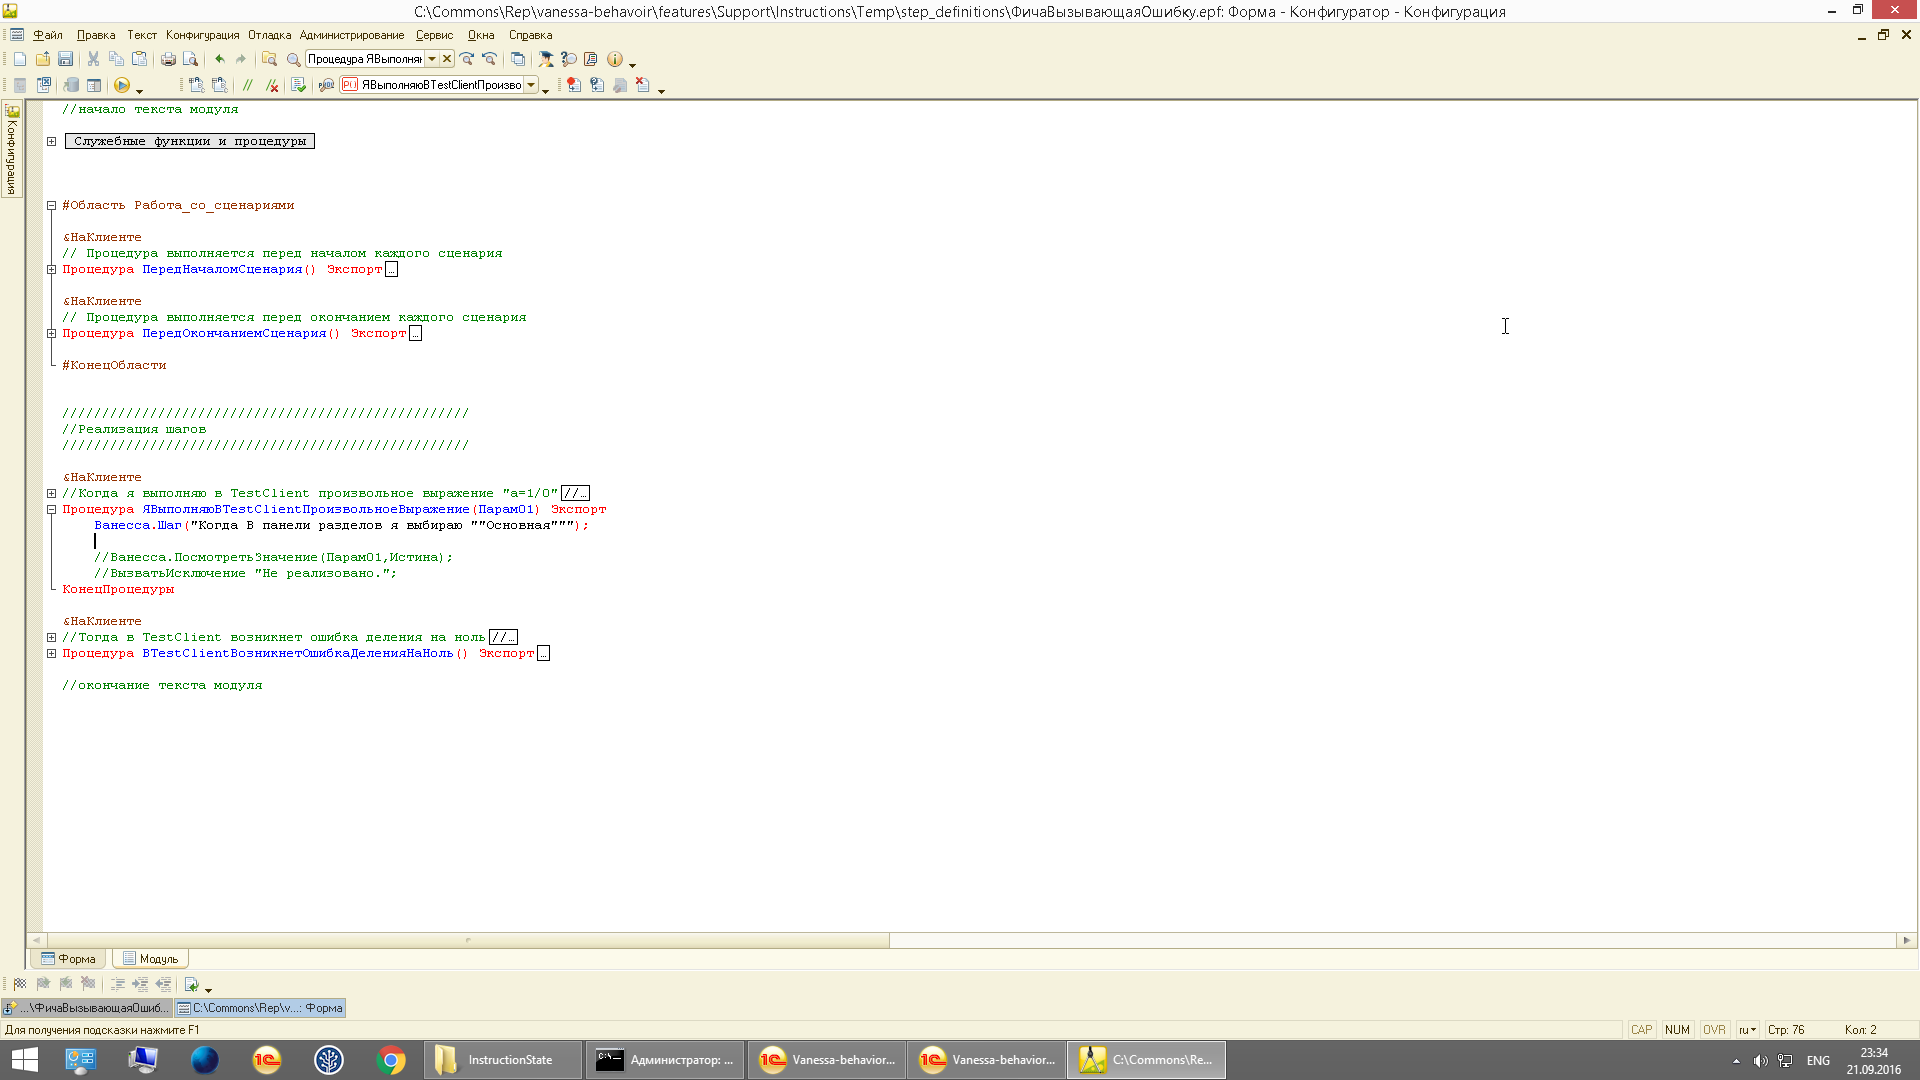 C:\Commons\Rep\vanessa-behavoir\features\Support\Instructions\Temp\step_definitions\ФичаВызывающаяОшибку.epf: Форма - Конфигуратор - Конфигурация
Файл Правка Текст Конфигурация Отладка Администрирование Сервис Окна Справка
Процедура ЯВыполняю
ЯВыполняюВTestClientПроизво
Конфигурация
//начало текста модуля
Служебные функции и процедуры
#Область Работа_со_сценариями
&НаКлиенте
// Процедура выполняется перед началом каждого сценария
Процедура ПередНачаломСценария() Экспорт...
&НаКлиенте
// Процедура выполняется перед окончанием каждого сценария
Процедура ПередОкончаниемСценария() Экспорт...
#КонецОбласти
///////////////////////////////////////////////////
//Реализация шагов
///////////////////////////////////////////////////
&НаКлиенте
//Когда я выполняю в TestClient произвольное выражение "а=1/0"//...
Процедура ЯВыполняюВTestClientПроизвольноеВыражение(Парам01) Экспорт
Ванесса.Шаг("Когда В панели разделов я выбираю ""Основная""");
//Ванесса.ПосмотретьЗначение(Парам01,Истина);
//ВызватьИсключение "Не реализовано.";
КонецПроцедуры
&НаКлиенте
//Тогда в TestClient возникнет ошибка деления на ноль//...
Процедура ВTestClientВозникнетОшибкаДеленияНаНоль() Экспорт...
//окончание текста модуля
Форма Модуль
...\ФичаВызывающаяОшиб... C:\Commons\Rep\v...: Форма
Для получения подсказки нажмите F1 CAP NUM OVR ru Стр: 76 Кол: 2
InstructionState Администратор: ... Vanessa-behavior... Vanessa-behavior... C:\Commons\Re... ENG 23:34
21.09.2016